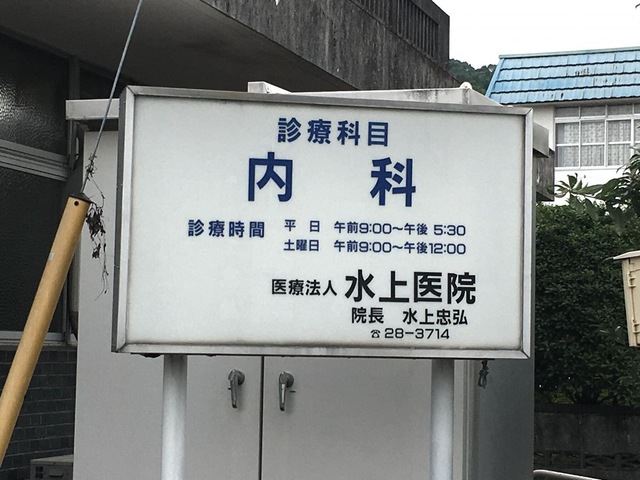 診療科目
内科
診療時間 平日 午前9:00～午後5:30
土曜日 午前9:00～午後12:00
医療法人 水上医院
院長 水上忠弘
☎28-3714